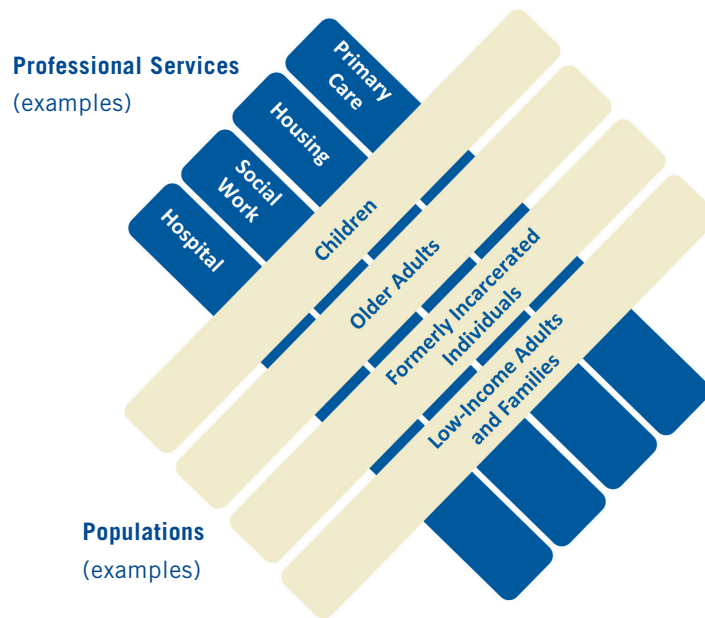 Professional Services
(examples)
Primary
Care
Housing
Social
Work
Hospital
Children
Older Adults
Formerly Incarcerated
Individuals
Low-Income Adults
and Families
Populations
(examples)